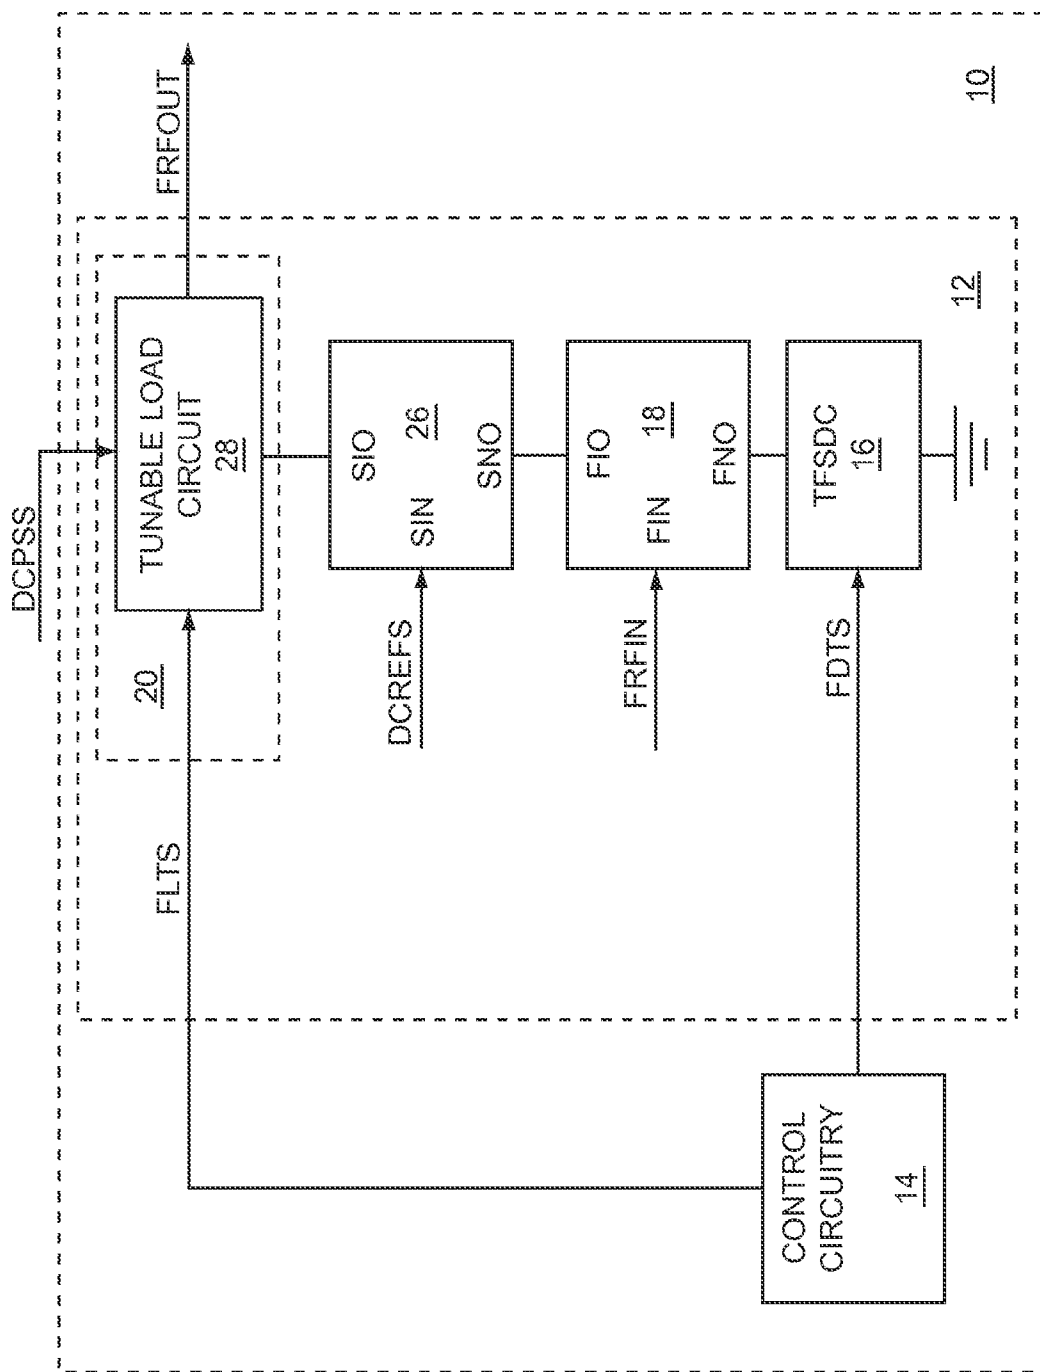 DCPSS
FRFOUT
TUNABLE LOAD
CIRCUIT
28
20
FLTS
SIO
26
SIN
SNO
DCREFS
FIO
18
FIN
FNO
FRFIN
TFSDC
16
FDTS
12
10
CONTROL
CIRCUITRY
14